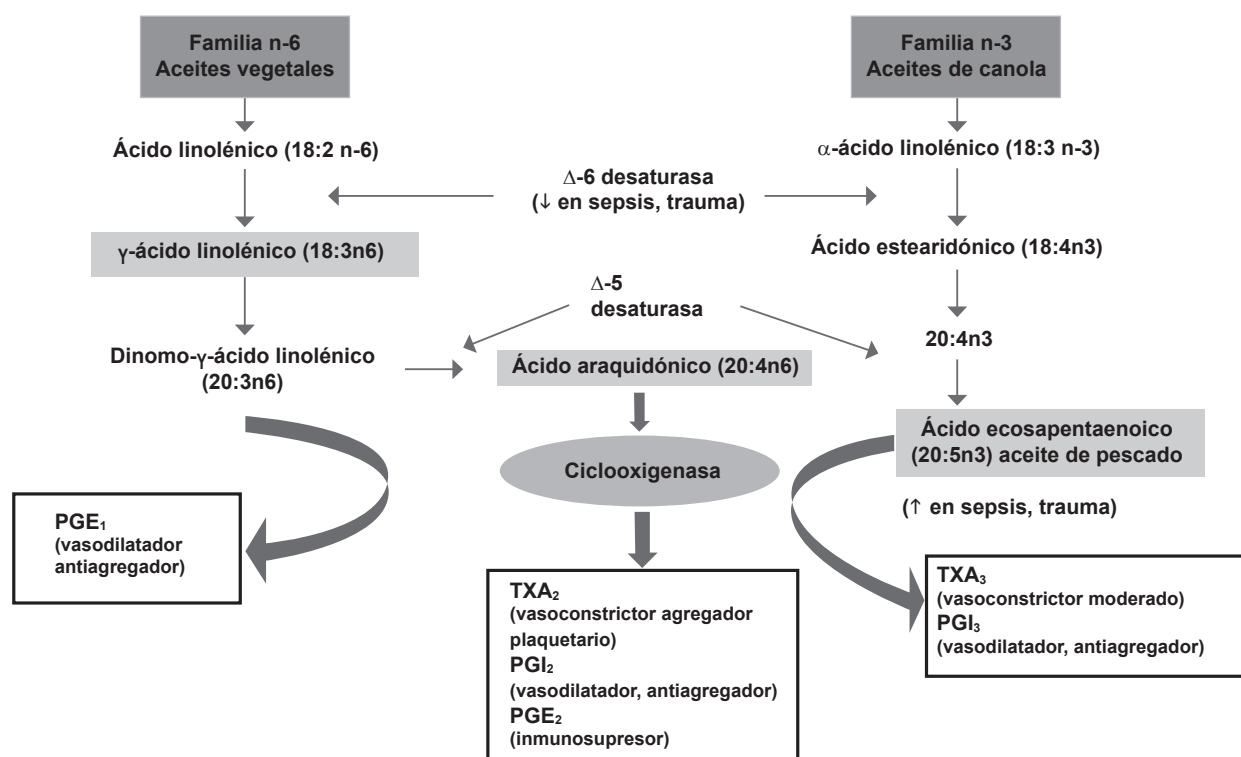 Familia n-6
Aceites vegetales
Familia n-3
Aceites de canola
Ácido linolénico (18:2 n-6)
α-ácido linolénico (18:3 n-3)
Δ-6 desaturasa
(↓ en sepsis, trauma)
γ-ácido linolénico (18:3n6)
Ácido estearidónico (18:4n3)
Δ-5
desaturasa
20:4n3
Dinomo-γ-ácido linolénico
(20:3n6)
Ácido araquidónico (20:4n6)
Ácido ecosapentaenoico
(20:5n3) aceite de pescado
Ciclooxigenasa
(↑ en sepsis, trauma)
PGE₁
(vasodilatador
antiagregador)
TXA₂
(vasoconstrictor agregador
plaquetario)
PGI₂
(vasodilatador, antiagregador)
PGE₂
(inmunosupresor)
TXA₃
(vasoconstrictor moderado)
PGI₃
(vasodilatador, antiagregador)